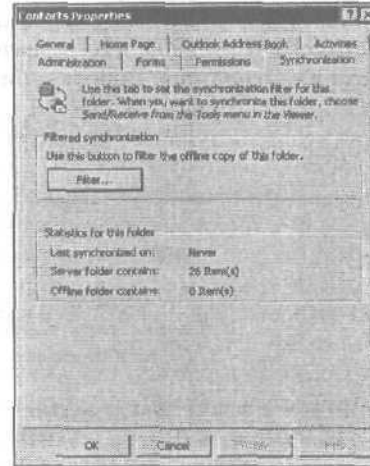 Contacts Properties
General Home Page Outlook Address Book Activities
Administration Forms Permissions Synchronization
Use this tab to set the synchronization filter for this
folder. When you want to synchronize this folder, choose
Send/Receive from the Tools menu in the Viewer.
Filtered synchronization
Use this button to filter the offline copy of this folder.
Filter...
Statistics for this folder
Last synchronized on: Never
Server folder contains: 26 Item(s)
Offline folder contains: 0 Item(s)
OK Cancel Apply Help